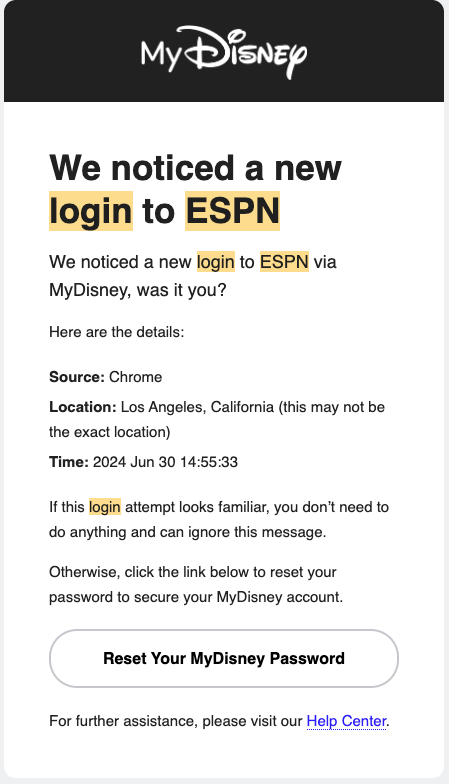 MyDisney
We noticed a new
login to ESPN
We noticed a new login to ESPN via
MyDisney, was it you?
Here are the details:
Source: Chrome
Location: Los Angeles, California (this may not be
the exact location)
Time: 2024 Jun 30 14:55:33
If this login attempt looks familiar, you don’t need to
do anything and can ignore this message.
Otherwise, click the link below to reset your
password to secure your MyDisney account.
Reset Your MyDisney Password
For further assistance, please visit our Help Center.